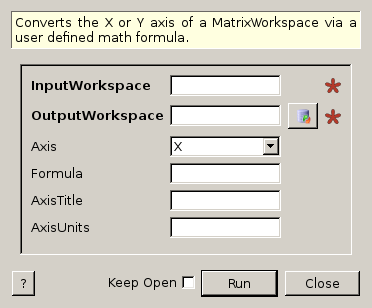 Converts the X or Y axis of a MatrixWorkspace via a
user defined math formula.
InputWorkspace
OutputWorkspace
Axis X
Formula
AxisTitle
AxisUnits
? Keep Open Run Close